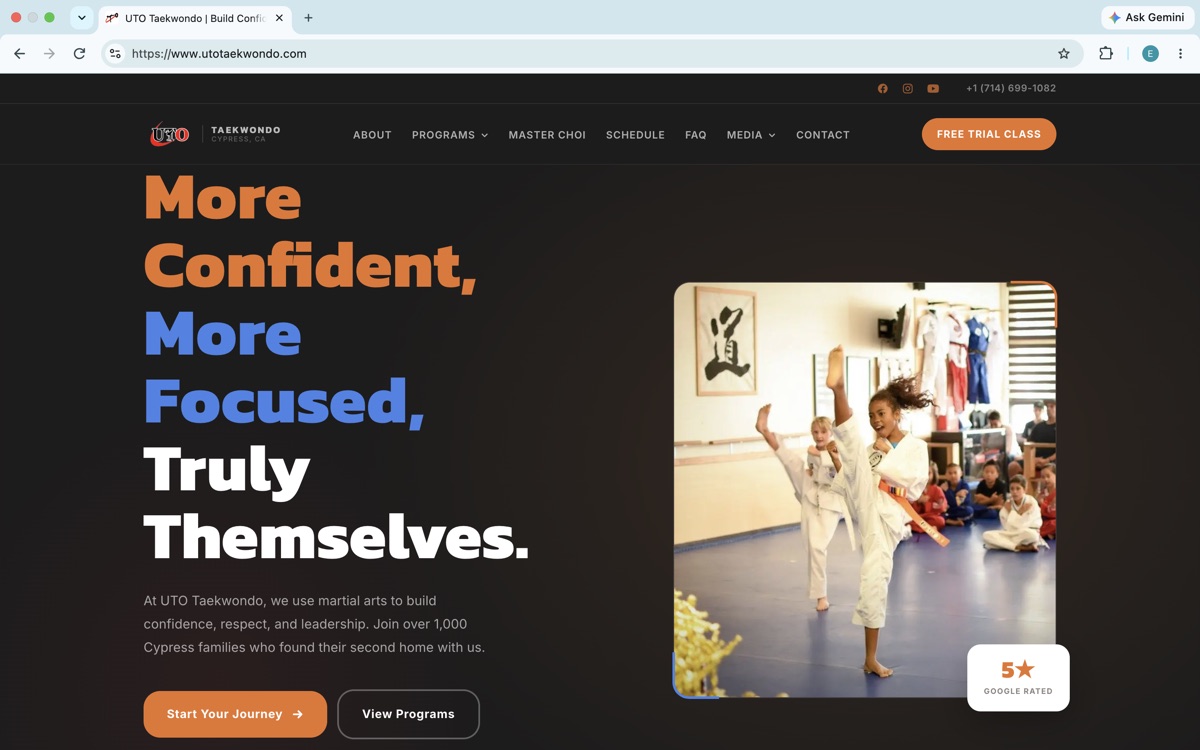 UTO Taekwondo | Build Confid
Ask Gemini
https://www.utotaekwondo.com
E
+1 (714) 699-1082
UTO
TAEKWONDO
CYPRESS, CA
ABOUT
PROGRAMS
MASTER CHOI
SCHEDULE
FAQ
MEDIA
CONTACT
FREE TRIAL CLASS
More
Confident,
More
Focused,
Truly
Themselves.
道
At UTO Taekwondo, we use martial arts to build
confidence, respect, and leadership. Join over 1,000
Cypress families who found their second home with us.
5★
GOOGLE RATED
Start Your Journey →
View Programs